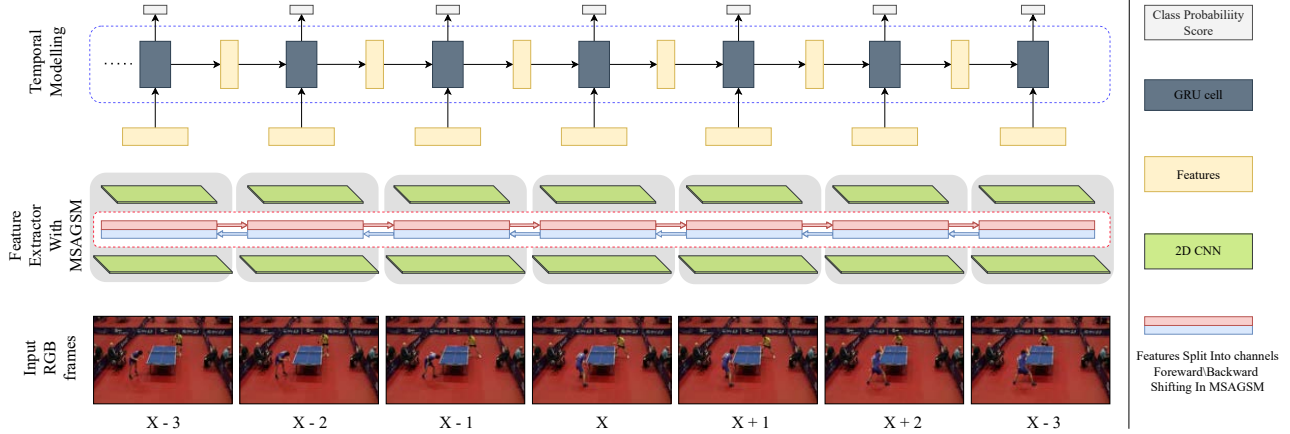 Temporal
Modelling
.....
Feature
Extractor
With
MSAGSM
Input
RGB
frames
X - 3
X - 2
X - 1
X
X + 1
X + 2
X - 3
Class Probabiliity
Score
GRU cell
Features
2D CNN
Features Split Into channels
Foreward\Backward
Shifting In MSAGSM